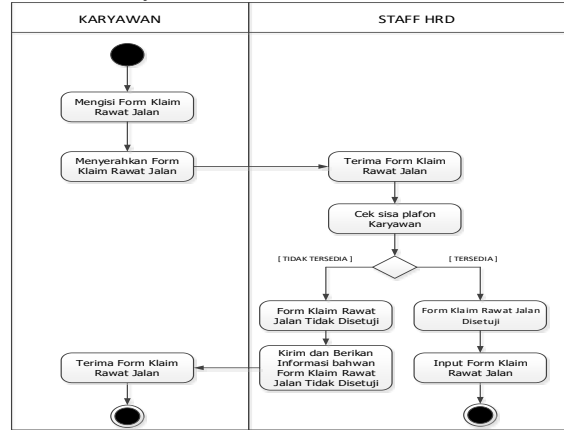 KARYAWAN
STAFF HRD
Mengisi Form Klaim
Rawat Jalan
Menyerahkan Form
Klaim Rawat Jalan
Terima Form Klaim
Rawat Jalan
Cek sisa plafon
Karyawan
[ TIDAK TERSEDIA ]
[ TERSEDIA ]
Form Klaim Rawat
Jalan Tidak Disetuji
Form Klaim Rawat Jalan
Disetuji
Terima Form Klaim
Rawat Jalan
Kirim dan Berikan
Informasi bahwan
Form Klaim Rawat
Jalan Tidak Disetuji
Input Form Klaim
Rawat Jalan